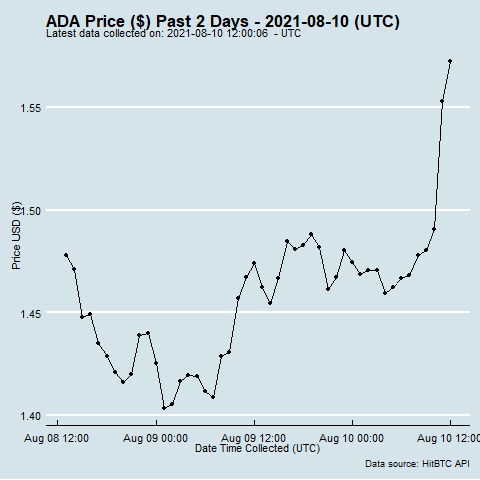 ADA Price ($) Past 2 Days - 2021-08-10 (UTC)
Latest data collected on: 2021-08-10 12:00:06 - UTC
Price USD ($)
1.55
1.50
1.45
1.40
Aug 08 12:00 Aug 09 00:00 Aug 09 12:00 Aug 10 00:00 Aug 10 12:00
Date Time Collected (UTC)
Data source: HitBTC API